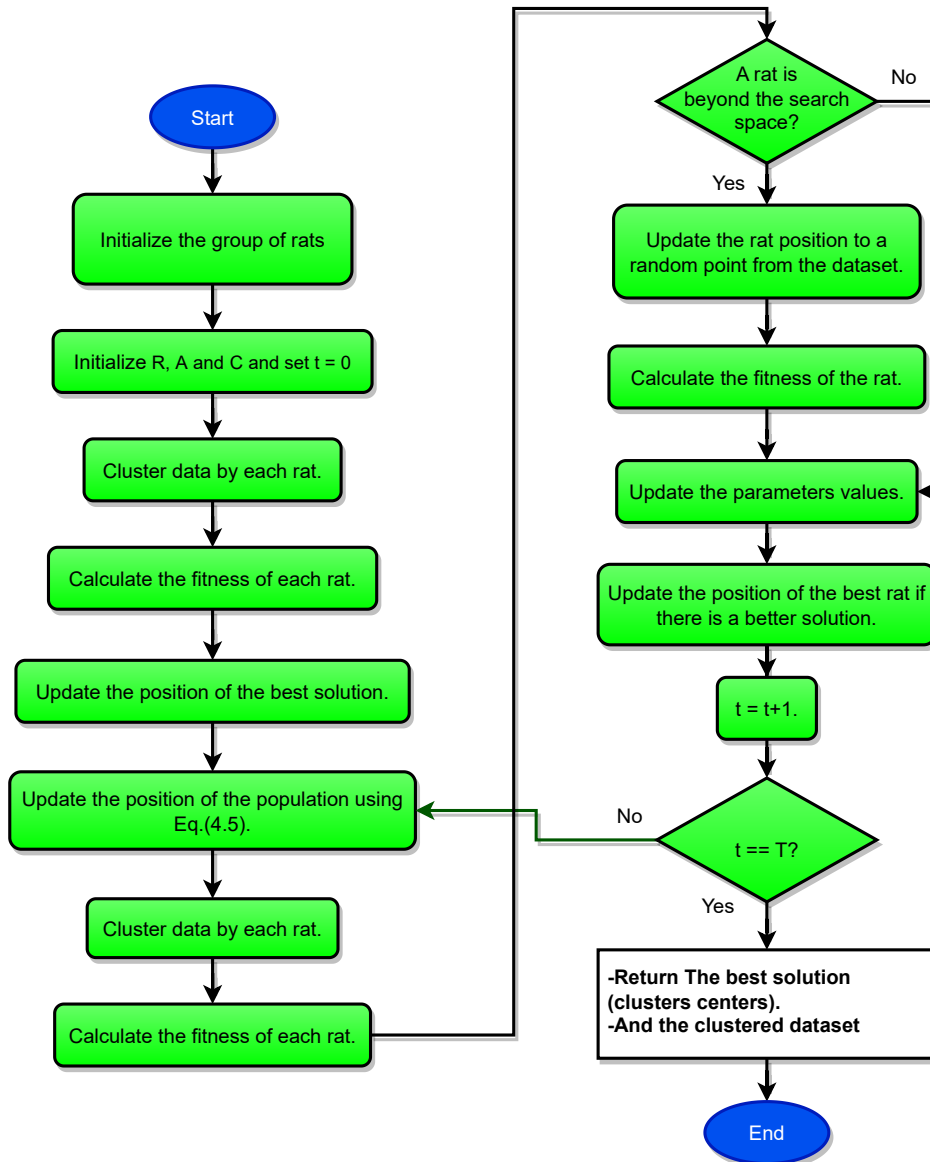 Start
Initialize the group of rats
Initialize R, A and C and set t = 0
Cluster data by each rat.
Calculate the fitness of each rat.
Update the position of the best solution.
Update the position of the population using
Eq.(4.5).
Cluster data by each rat.
Calculate the fitness of each rat.
A rat is
beyond the search
space?
No
Yes
Update the rat position to a
random point from the dataset.
Calculate the fitness of the rat.
Update the parameters values.
Update the position of the best rat if
there is a better solution.
t = t+1.
No
t == T?
Yes
-Return The best solution
(clusters centers).
-And the clustered dataset
End